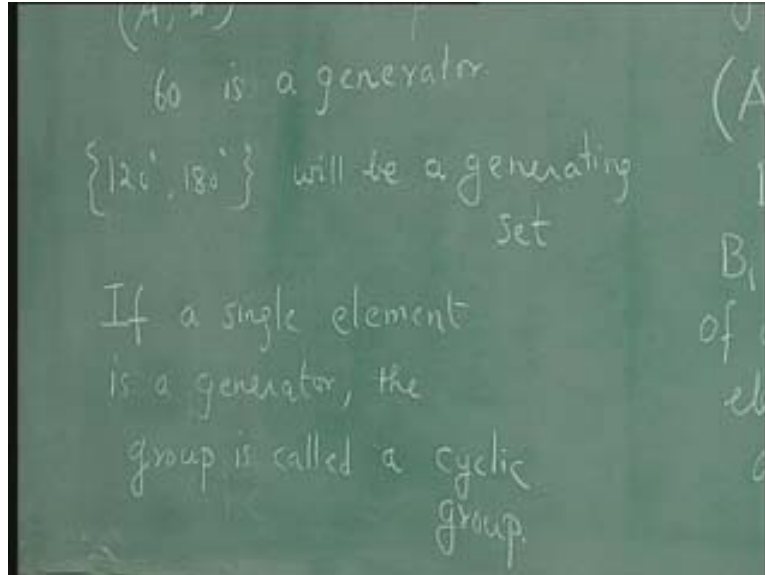 (A, *)
60 is a generator.
{120°, 180°} will be a generating
set
If a single element
is a generator, the
group is called a cyclic
group.
(A
B₁
of
el